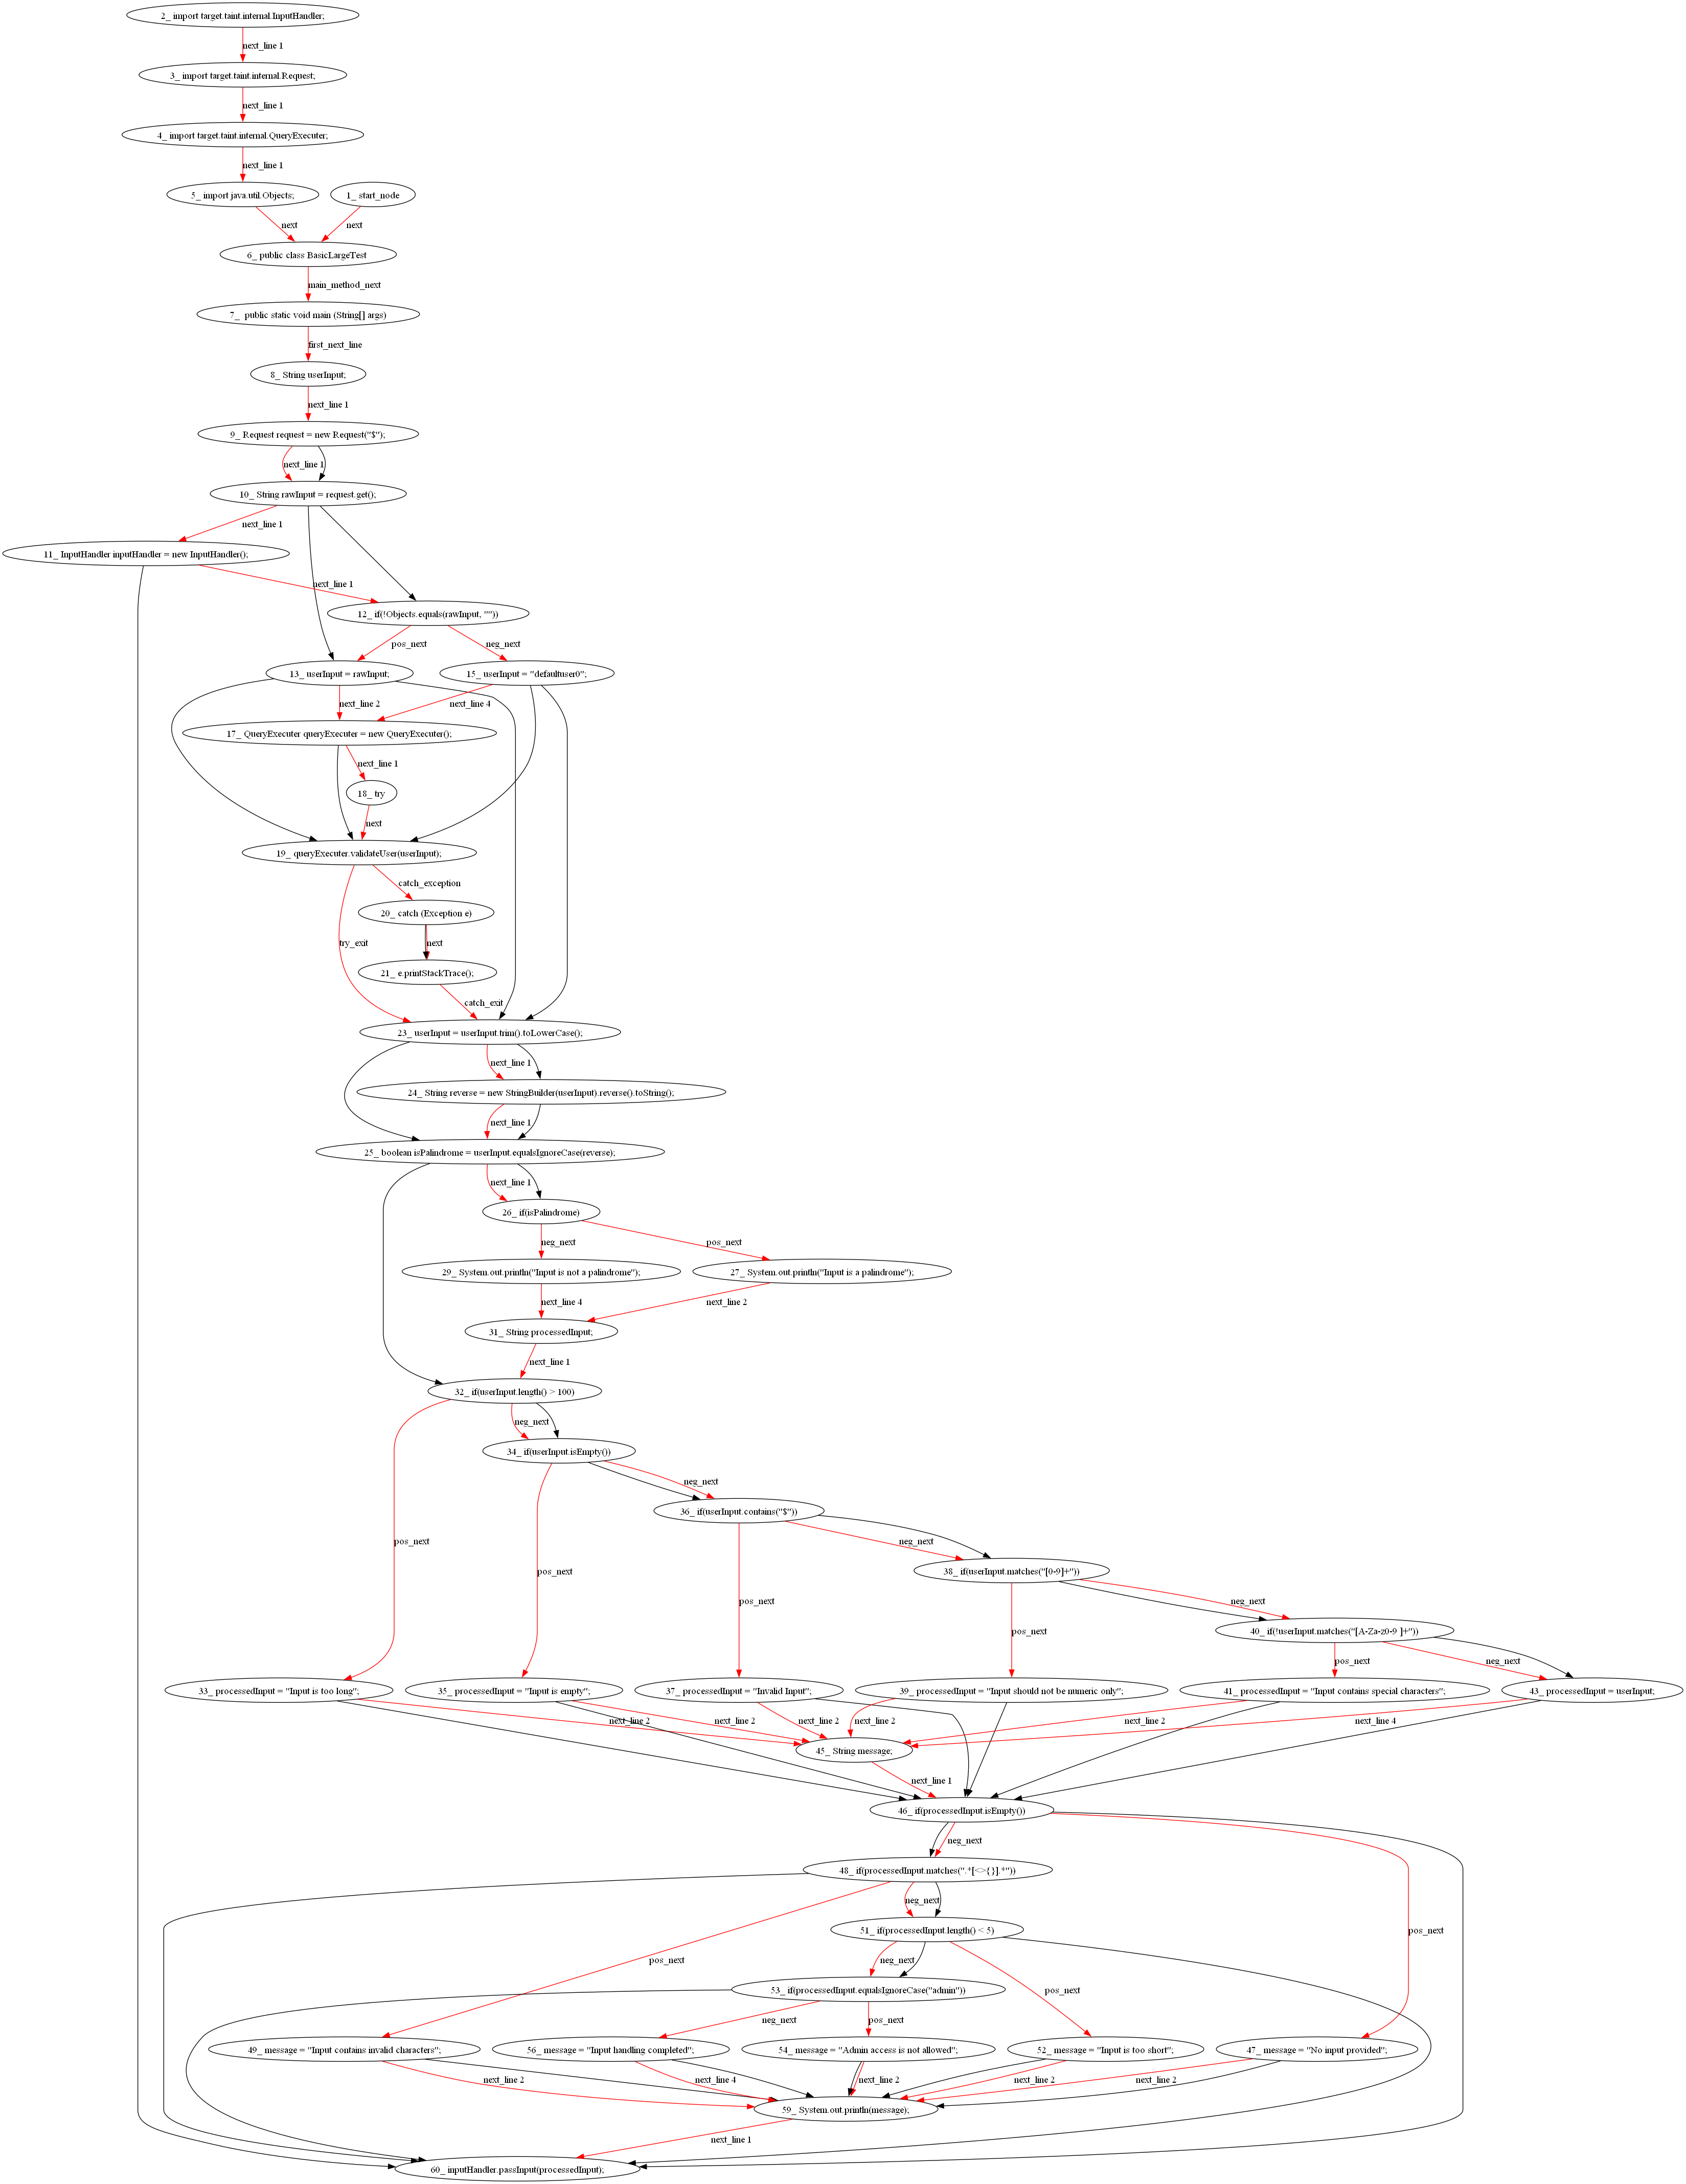 2_ import target.taint.internal.InputHandler;
next_line 1
3_ import target.taint.internal.Request;
next_line 1
4_ import target.taint.internal.QueryExecuter;
next_line 1
5_ import java.util.Objects;
1_ start_node
next
next
6_ public class BasicLargeTest
main_method_next
7_ public static void main (String[] args)
first_next_line
8_ String userInput;
next_line 1
9_ Request request = new Request("$");
next_line 1
10_ String rawInput = request.get();
next_line 1
11_ InputHandler inputHandler = new InputHandler();
next_line 1
12_ if(!Objects.equals(rawInput, ""))
pos_next
neg_next
13_ userInput = rawInput;
15_ userInput = "defaultuser0";
next_line 2
next_line 4
17_ QueryExecuter queryExecuter = new QueryExecuter();
next_line 1
18_ try
next
19_ queryExecuter.validateUser(userInput);
catch_exception
20_ catch (Exception e)
try_exit
next
21_ e.printStackTrace();
catch_exit
23_ userInput = userInput.trim().toLowerCase();
next_line 1
24_ String reverse = new StringBuilder(userInput).reverse().toString();
next_line 1
25_ boolean isPalindrome = userInput.equalsIgnoreCase(reverse);
next_line 1
26_ if(isPalindrome)
neg_next
pos_next
29_ System.out.println("Input is not a palindrome");
27_ System.out.println("Input is a palindrome");
next_line 4
next_line 2
31_ String processedInput;
next_line 1
32_ if(userInput.length() > 100)
neg_next
34_ if(userInput.isEmpty())
neg_next
36_ if(userInput.contains("$"))
pos_next
neg_next
38_ if(userInput.matches("[0-9]+"))
pos_next
pos_next
neg_next
40_ if(!userInput.matches("[A-Za-z0-9 ]+"))
pos_next
pos_next
neg_next
33_ processedInput = "Input is too long";
35_ processedInput = "Input is empty";
37_ processedInput = "Invalid Input";
39_ processedInput = "Input should not be numeric only";
41_ processedInput = "Input contains special characters";
43_ processedInput = userInput;
next_line 2
next_line 2
next_line 2
next_line 2
next_line 2
next_line 4
45_ String message;
next_line 1
46_ if(processedInput.isEmpty())
neg_next
48_ if(processedInput.matches(".*[<>{}].*"))
neg_next
51_ if(processedInput.length() < 5)
pos_next
pos_next
neg_next
53_ if(processedInput.equalsIgnoreCase("admin"))
pos_next
neg_next
pos_next
49_ message = "Input contains invalid characters";
56_ message = "Input handling completed";
54_ message = "Admin access is not allowed";
52_ message = "Input is too short";
47_ message = "No input provided";
next_line 2
next_line 4
next_line 2
next_line 2
next_line 2
59_ System.out.println(message);
next_line 1
60_ inputHandler.passInput(processedInput);